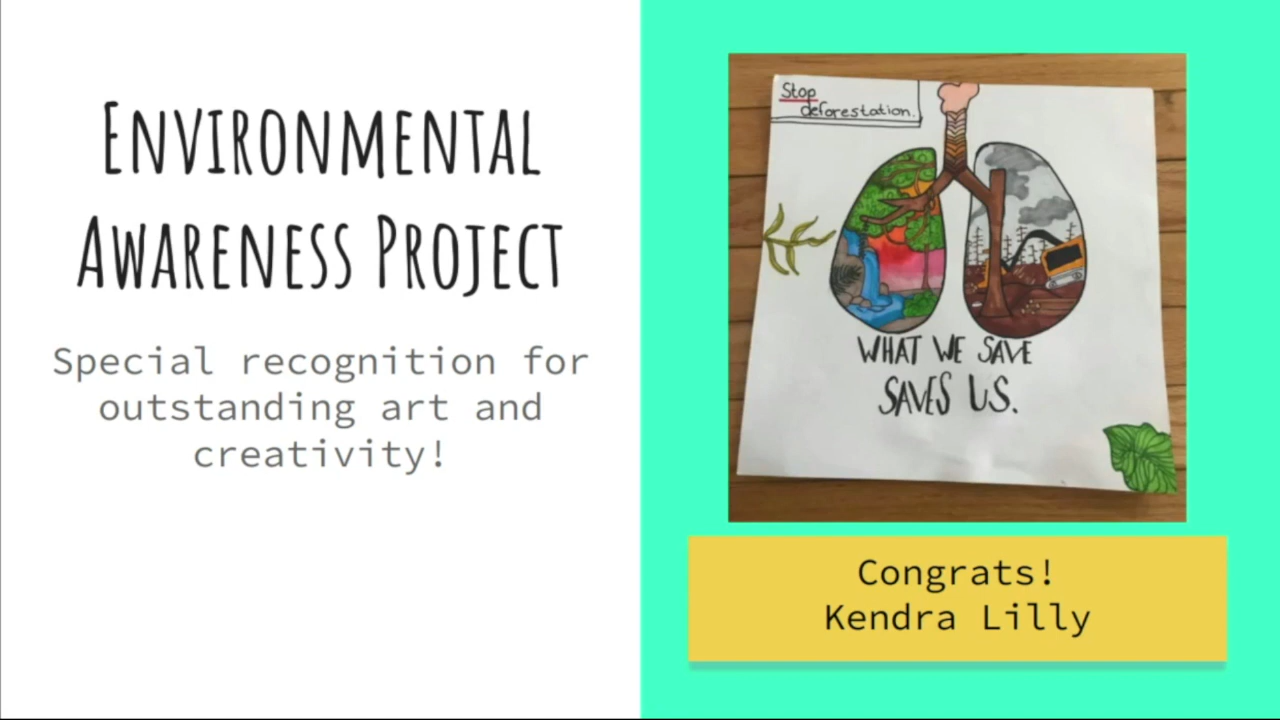 ENVIRONMENTAL
AWARENESS PROJECT
Special recognition for
outstanding art and
creativity!
Stop
deforestation.
WHAT WE SAVE
SAVES US.
Congrats!
Kendra Lilly